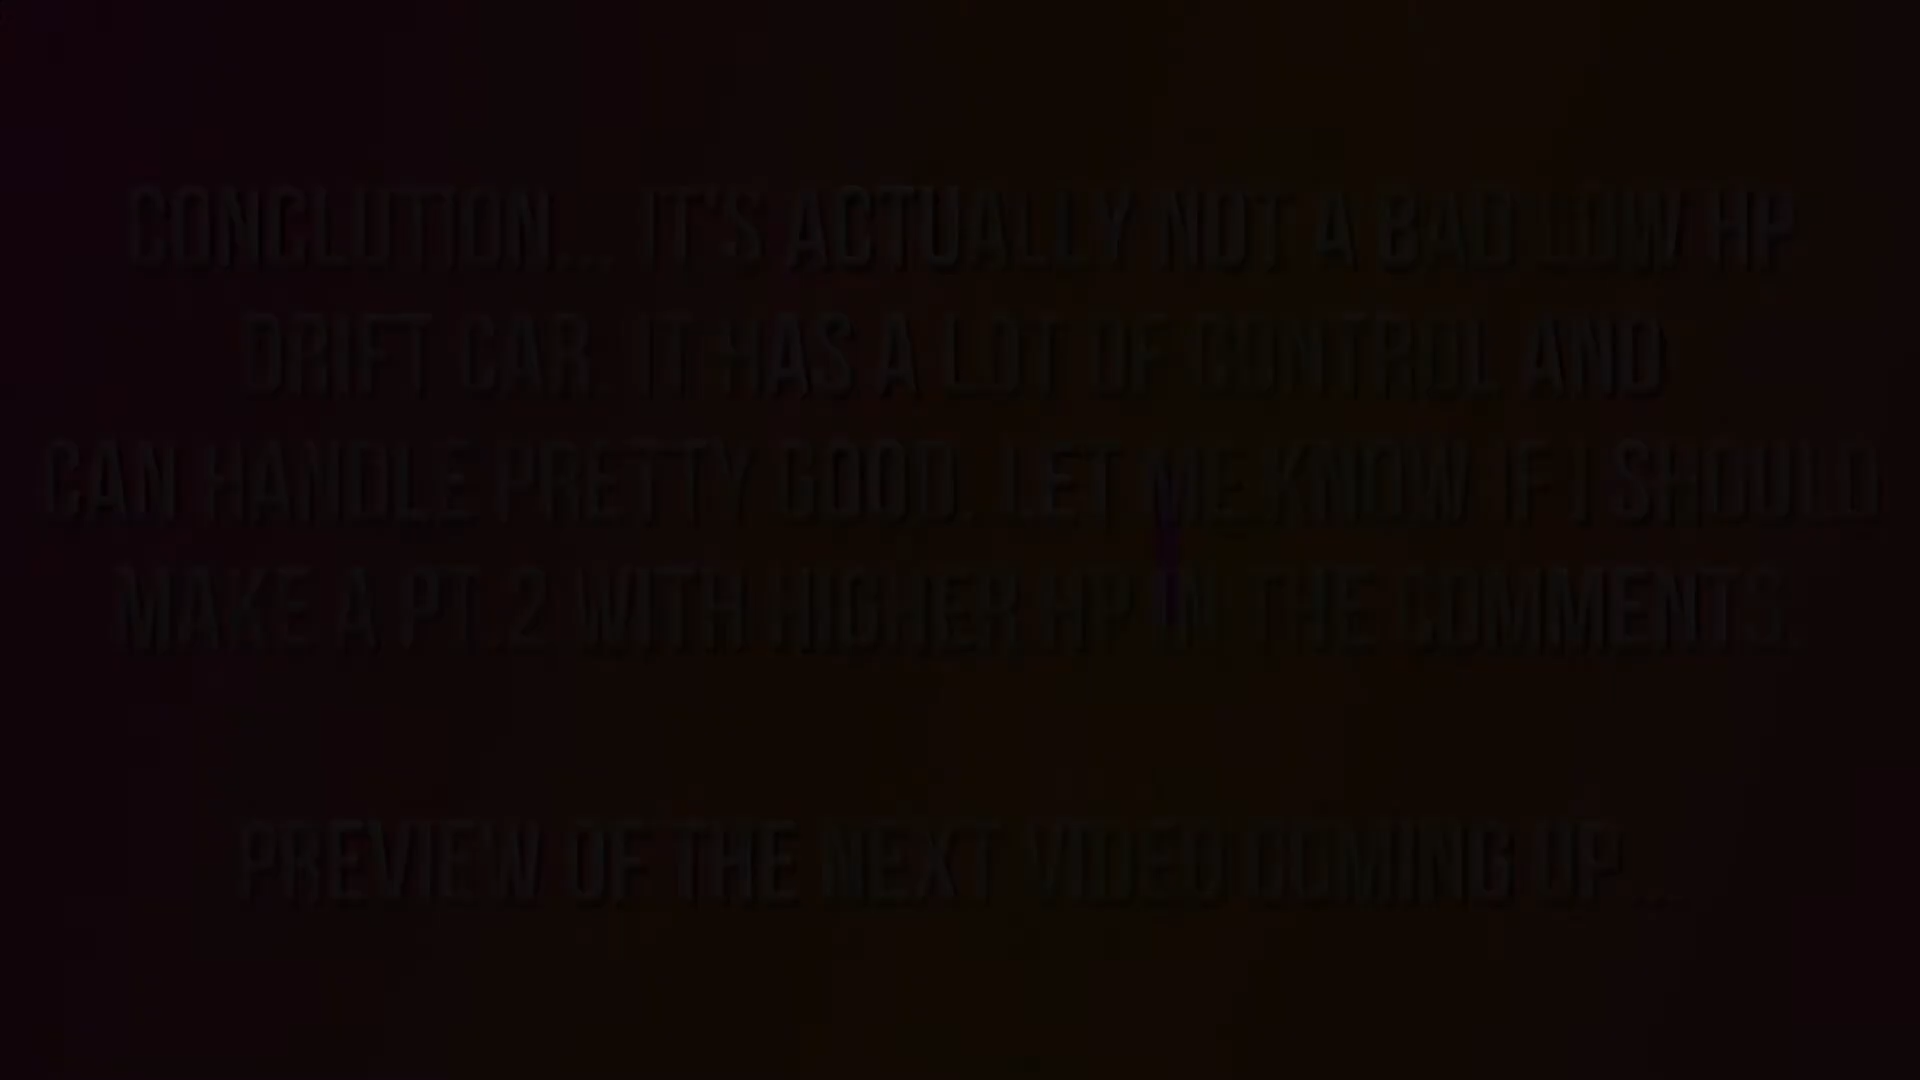 CONCLUTION... IT'S ACTUALLY NOT A BAD LOW HP
DRIFT CAR. IT HAS A LOT OF CONTROL AND
CAN HANDLE PRETTY GOOD. LET ME KNOW IF I SHOULD
MAKE A PT.2 WITH HIGHER HP IN THE COMMENTS.
PREVIEW OF THE NEXT VIDEO COMING UP...